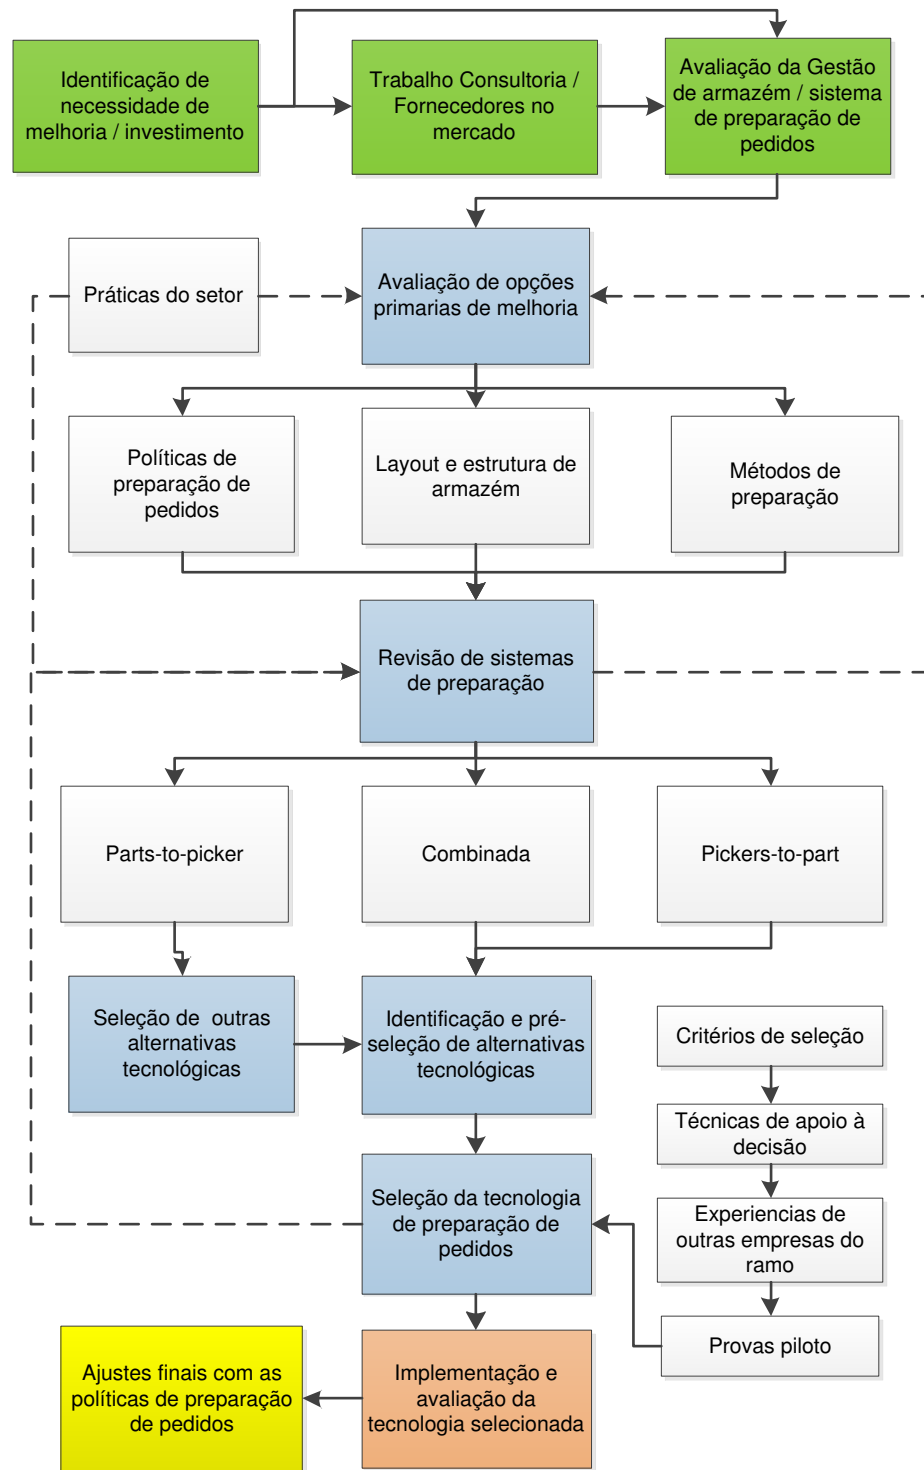 Identificação de
necessidade de
melhoria / investimento
Trabalho Consultoria /
Fornecedores no
mercado
Avaliação da Gestão
de armazém / sistema
de preparação de
pedidos
Práticas do setor
Avaliação de opções
primarias de melhoria
Políticas de
preparação de
pedidos
Layout e estrutura de
armazém
Métodos de
preparação
Revisão de sistemas
de preparação
Parts-to-picker
Combinada
Pickers-to-part
Seleção de outras
alternativas
tecnológicas
Identificação e pré-
seleção de alternativas
tecnológicas
Critérios de seleção
Técnicas de apoio à
decisão
Experiencias de
outras empresas do
ramo
Provas piloto
Seleção da tecnologia
de preparação de
pedidos
Ajustes finais com as
políticas de preparação
de pedidos
Implementação e
avaliação da
tecnologia selecionada